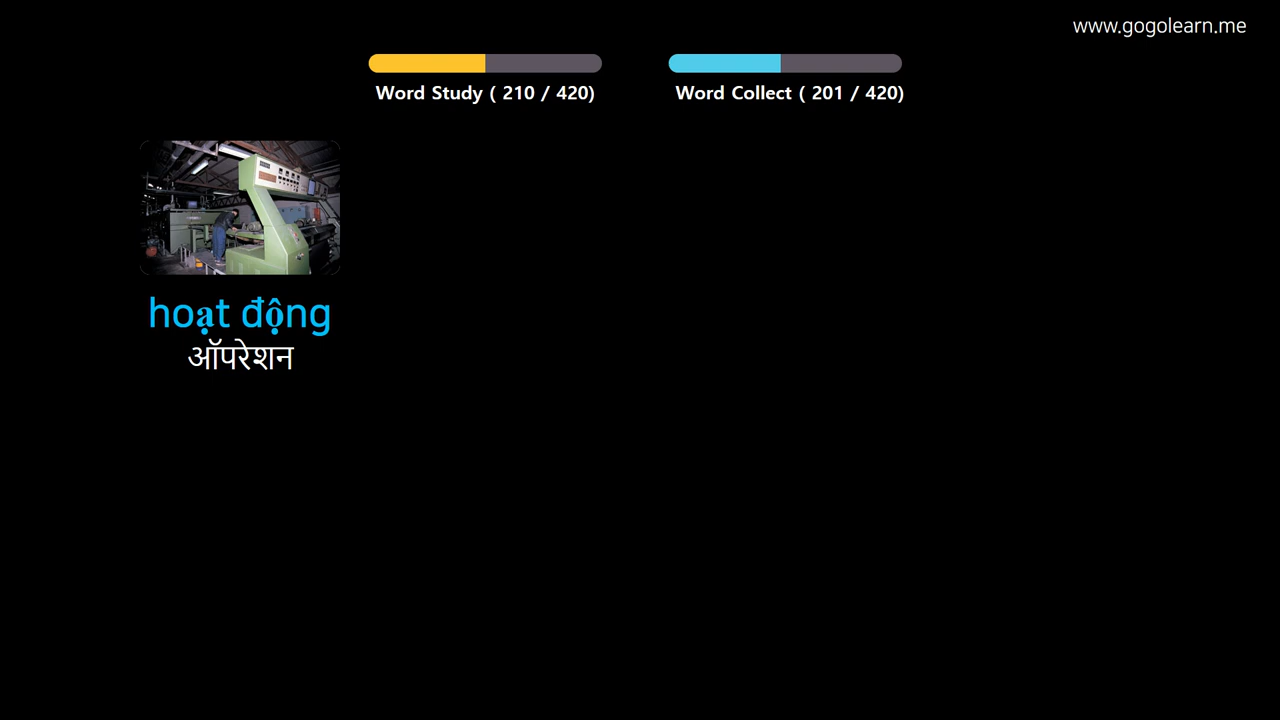 www.gogolearn.me
Word Study ( 210 / 420)
Word Collect ( 201 / 420)
hoạt động
ऑपरेशन